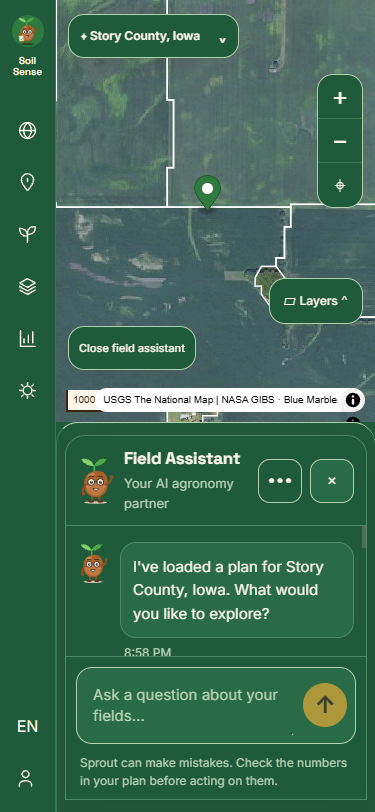 Soil
Sense
+ Story County, Iowa
Layers ^
Close field assistant
1000
USGS The National Map | NASA GIBS · Blue Marble
Field Assistant
Your AI agronomy
partner
I've loaded a plan for Story
County, Iowa. What would
you like to explore?
8:58 PM
Ask a question about your
fields...
Sprout can make mistakes. Check the numbers
in your plan before acting on them.
EN